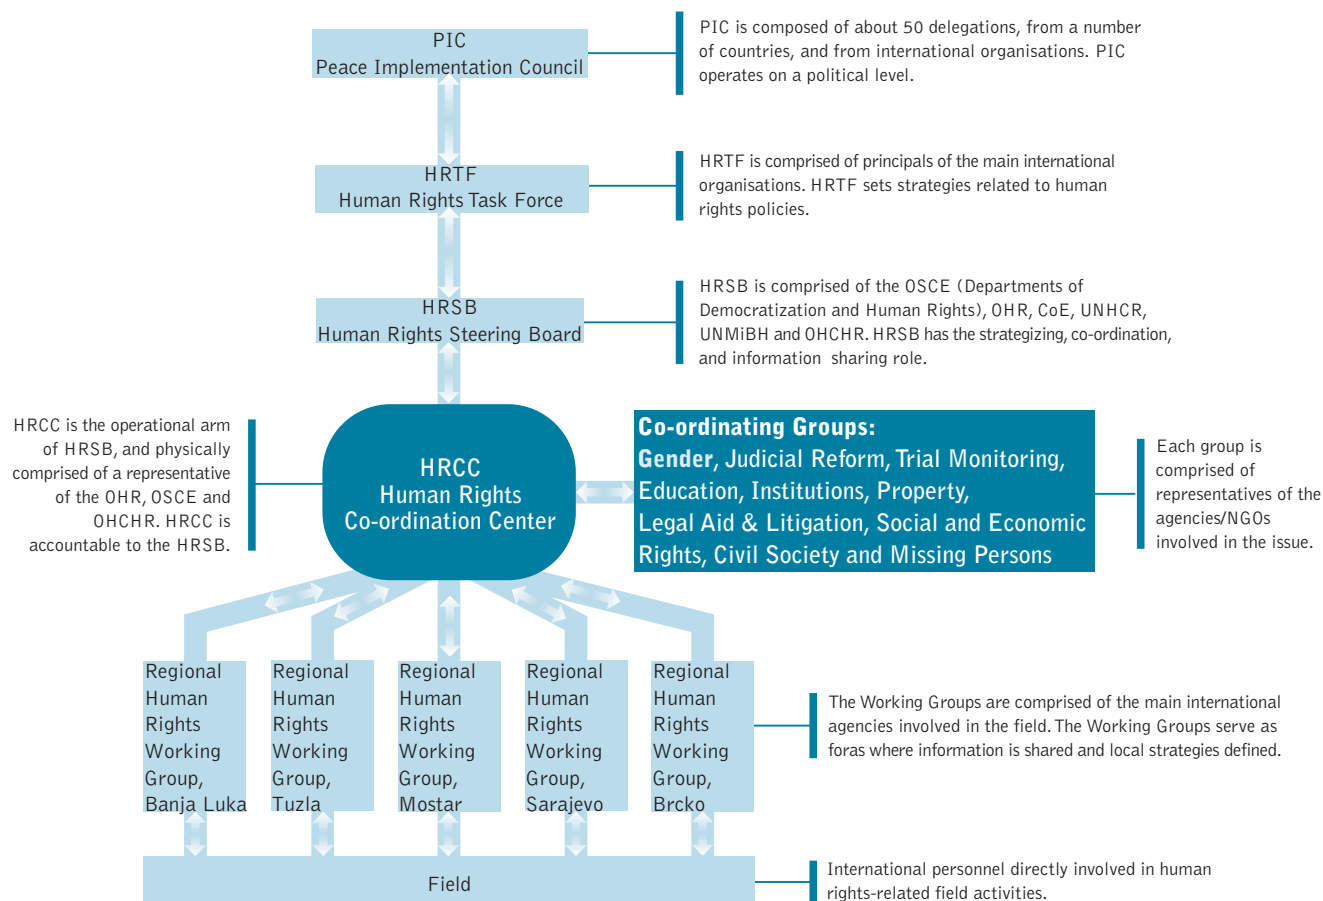 PIC
Peace Implementation Council
PIC is composed of about 50 delegations, from a number
of countries, and from international organisations. PIC
operates on a political level.
HRTF
Human Rights Task Force
HRTF is comprised of principals of the main international
organisations. HRTF sets strategies related to human
rights policies.
HRSB
Human Rights Steering Board
HRSB is comprised of the OSCE (Departments of
Democratization and Human Rights), OHR, CoE, UNHCR,
UNMiBH and OHCHR. HRSB has the strategizing, co-ordination,
and information sharing role.
HRCC is the operational arm
of HRSB, and physically
comprised of a representative
of the OHR, OSCE and
OHCHR. HRCC is
accountable to the HRSB.
HRCC
Human Rights
Co-ordination Center
Co-ordinating Groups:
Gender, Judicial Reform, Trial Monitoring,
Education, Institutions, Property,
Legal Aid & Litigation, Social and Economic
Rights, Civil Society and Missing Persons
Each group is
comprised of
representatives of the
agencies/NGOs
involved in the issue.
Regional
Human
Rights
Working
Group,
Banja Luka
Regional
Human
Rights
Working
Group,
Tuzla
Regional
Human
Rights
Working
Group,
Mostar
Regional
Human
Rights
Working
Group,
Sarajevo
Regional
Human
Rights
Working
Group,
Brcko
The Working Groups are comprised of the main international
agencies involved in the field. The Working Groups serve as
foras where information is shared and local strategies defined.
Field
International personnel directly involved in human
rights-related field activities.